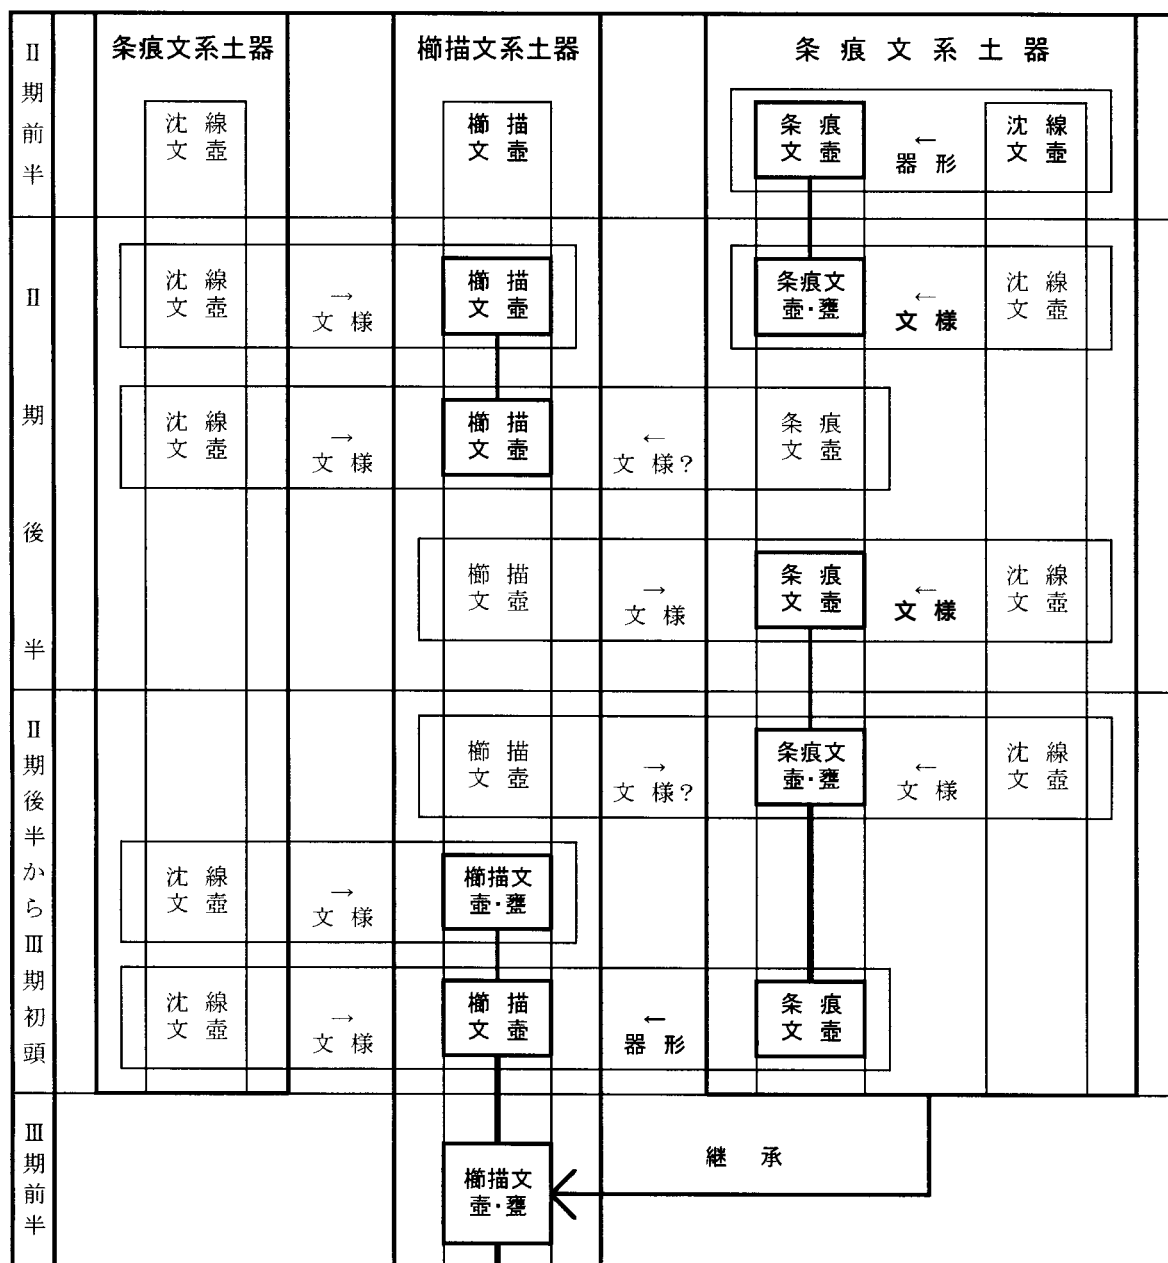 条痕文系土器
櫛描文系土器
条痕文系土器
Ⅱ期前半
沈線
文壺
櫛描
文壺
条痕
文壺
←
器形
沈線
文壺
Ⅱ期後半
沈線
文壺
→
文様
櫛描
文壺
条痕文
壺・甕
←
文様
沈線
文壺
沈線
文壺
→
文様
櫛描
文壺
←
文様?
条痕
文壺
櫛描
文壺
→
文様
条痕
文壺
←
文様
沈線
文壺
Ⅱ期後半からⅢ期初頭
櫛描
文壺
→
文様?
条痕文
壺・甕
←
文様
沈線
文壺
沈線
文壺
→
文様
櫛描文
壺・甕
沈線
文壺
→
文様
櫛描
文壺
←
器形
条痕
文壺
Ⅲ期前半
櫛描文
壺・甕
継承